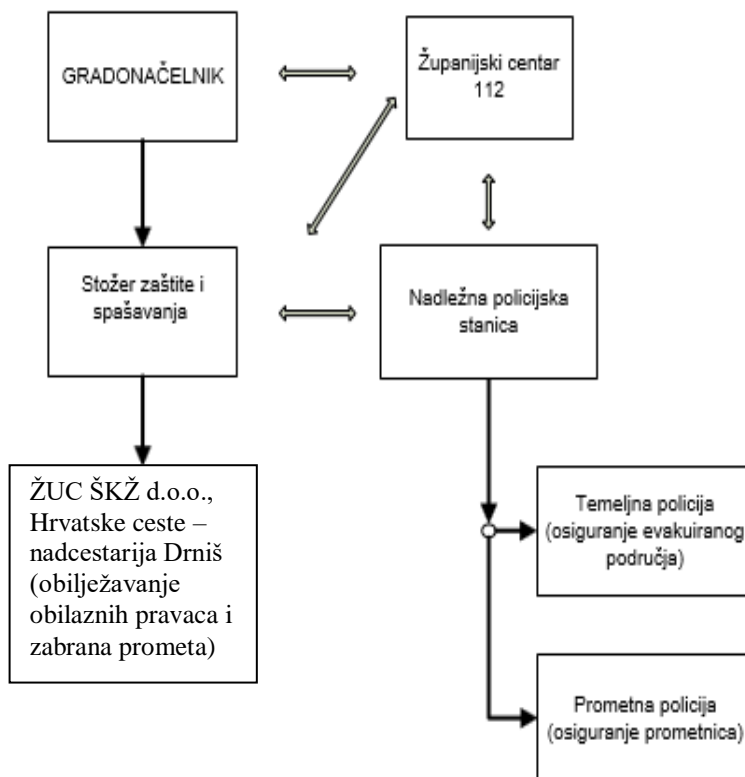 GRADONAČELNIK
Županijski centar
112
Stožer zaštite i
spašavanja
Nadležna policijska
stanica
ŽUC ŠKŽ d.o.o.,
Hrvatske ceste –
nadcestarija Drniš
(obilježavanje
obilaznih pravaca i
zabrana prometa)
Temeljna policija
(osiguranje evakuiranog
područja)
Prometna policija
(osiguranje prometnica)